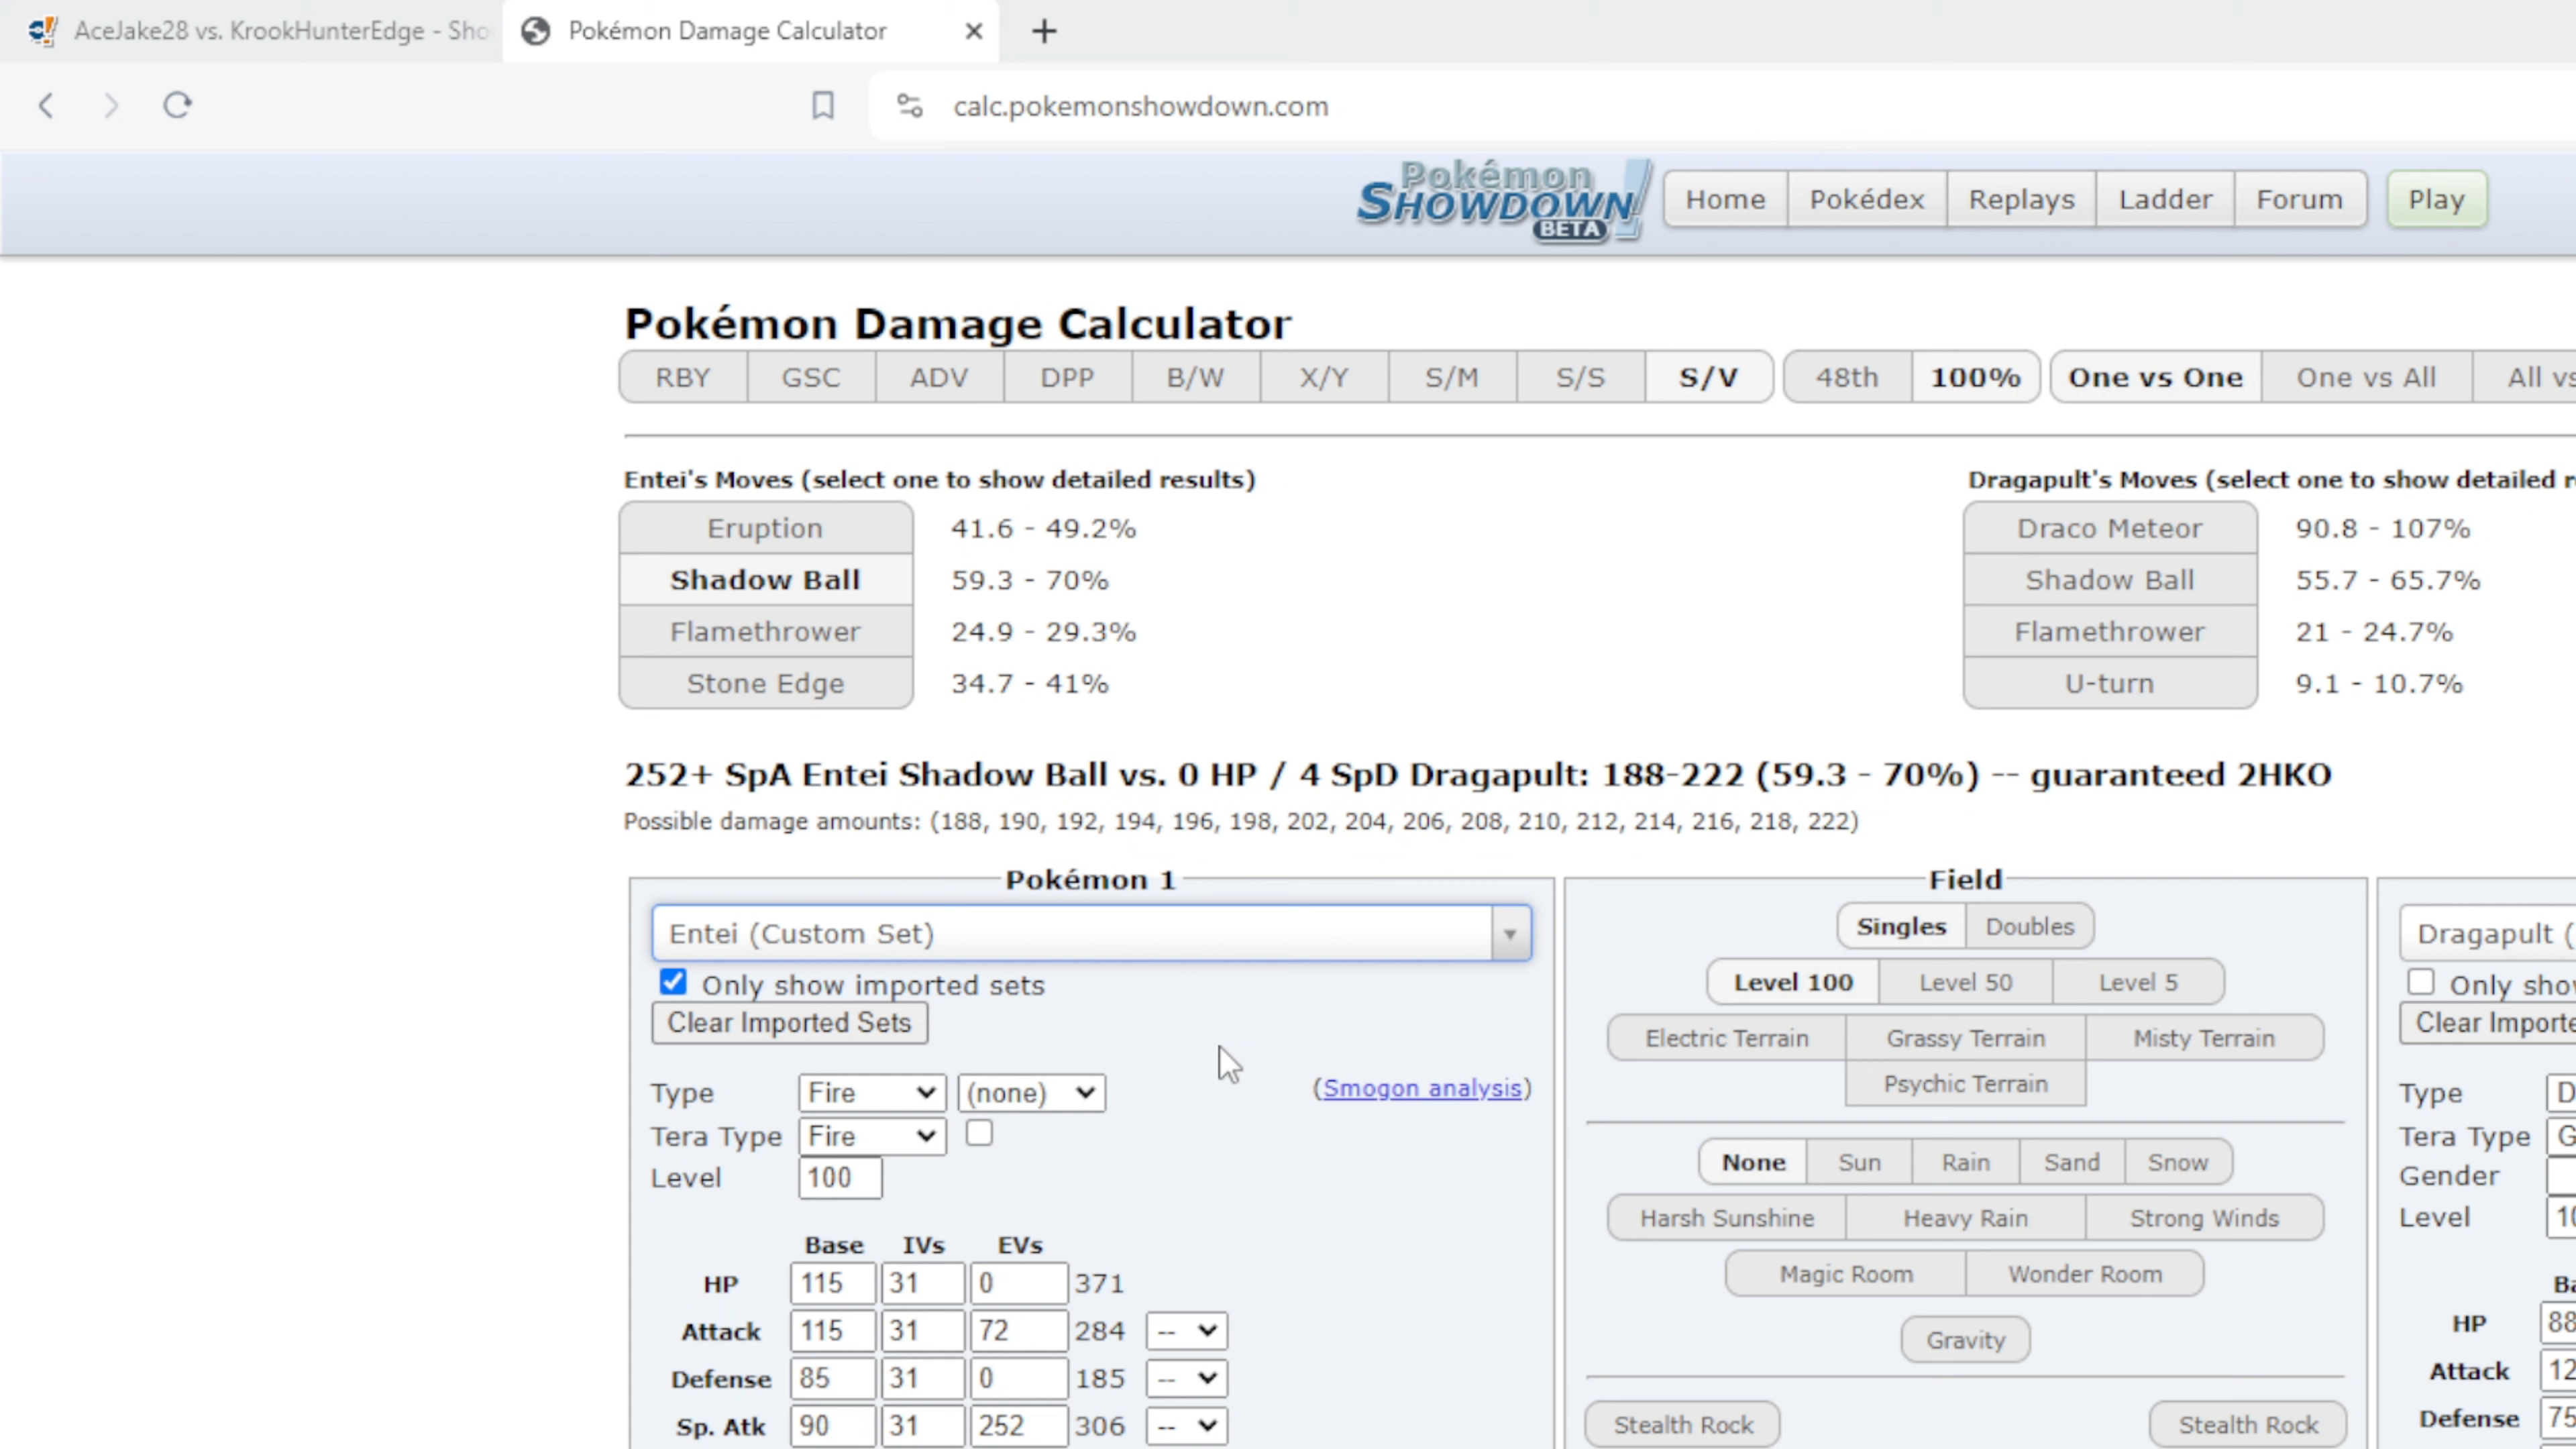 AceJake28 vs. KrookHunterEdge - Sho
Pokémon Damage Calculator
calc.pokemonshowdown.com
Pokémon
SHOWDOWN!
BETA
Home Pokédex Replays Ladder Forum Play
Pokémon Damage Calculator
RBY GSC ADV DPP B/W X/Y S/M S/S S/V 48th 100% One vs One One vs All All vs
Entei's Moves (select one to show detailed results) Dragapult's Moves (select one to show detailed r
Eruption 41.6 - 49.2% Draco Meteor 90.8 - 107%
Shadow Ball 59.3 - 70% Shadow Ball 55.7 - 65.7%
Flamethrower 24.9 - 29.3% Flamethrower 21 - 24.7%
Stone Edge 34.7 - 41% U-turn 9.1 - 10.7%
252+ SpA Entei Shadow Ball vs. 0 HP / 4 SpD Dragapult: 188-222 (59.3 - 70%) -- guaranteed 2HKO
Possible damage amounts: (188, 190, 192, 194, 196, 198, 202, 204, 206, 208, 210, 212, 214, 216, 218, 222)
Pokémon 1
Entei (Custom Set)
Only show imported sets
Clear Imported Sets
(Smogon analysis)
Type Fire (none)
Tera Type Fire
Level 100
Base IVs EVs
HP 115 31 0 371
Attack 115 31 72 284 --
Defense 85 31 0 185 --
Sp. Atk 90 31 252 306 --
Field
Singles Doubles
Level 100 Level 50 Level 5
Electric Terrain Grassy Terrain Misty Terrain
Psychic Terrain
None Sun Rain Sand Snow
Harsh Sunshine Heavy Rain Strong Winds
Magic Room Wonder Room
Gravity
Stealth Rock Stealth Rock
Dragapult (
Only sho
Clear Importe
Type D
Tera Type G
Gender
Level 10
Ba
HP 88
Attack 12
Defense 75